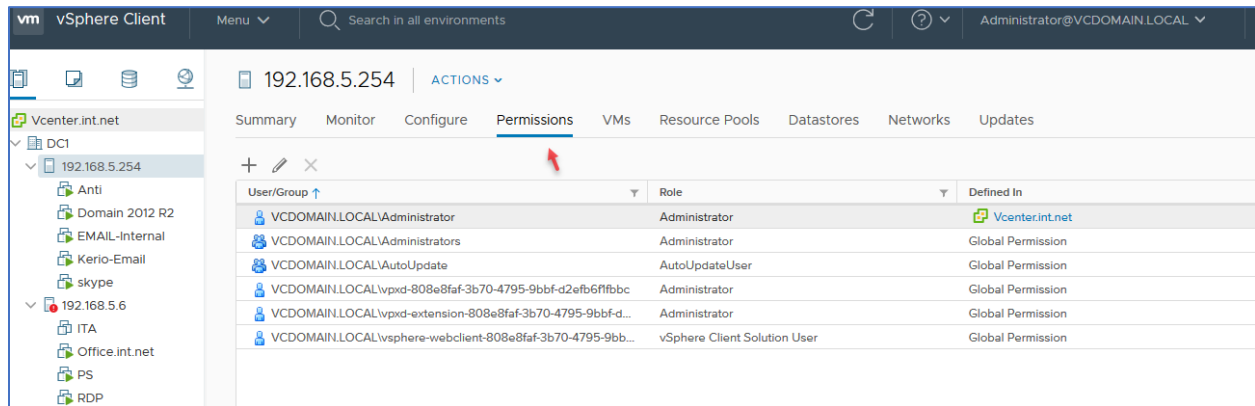 vm vSphere Client Menu Search in all environments Administrator@VCDOMAIN.LOCAL
Vcenter.int.net
DC1
192.168.5.254
Anti
Domain 2012 R2
EMAIL-Internal
Kerio-Email
skype
192.168.5.6
ITA
Office.int.net
PS
RDP
192.168.5.254 ACTIONS
Summary Monitor Configure Permissions VMs Resource Pools Datastores Networks Updates
User/Group Role Defined In
VCDOMAIN.LOCAL\Administrator Administrator Vcenter.int.net
VCDOMAIN.LOCAL\Administrators Administrator Global Permission
VCDOMAIN.LOCAL\AutoUpdate AutoUpdateUser Global Permission
VCDOMAIN.LOCAL\vpxd-808e8faf-3b70-4795-9bbf-d2efb6f1fbbc Administrator Global Permission
VCDOMAIN.LOCAL\vpxd-extension-808e8faf-3b70-4795-9bbf-d... Administrator Global Permission
VCDOMAIN.LOCAL\vsphere-webclient-808e8faf-3b70-4795-9bb... vSphere Client Solution User Global Permission